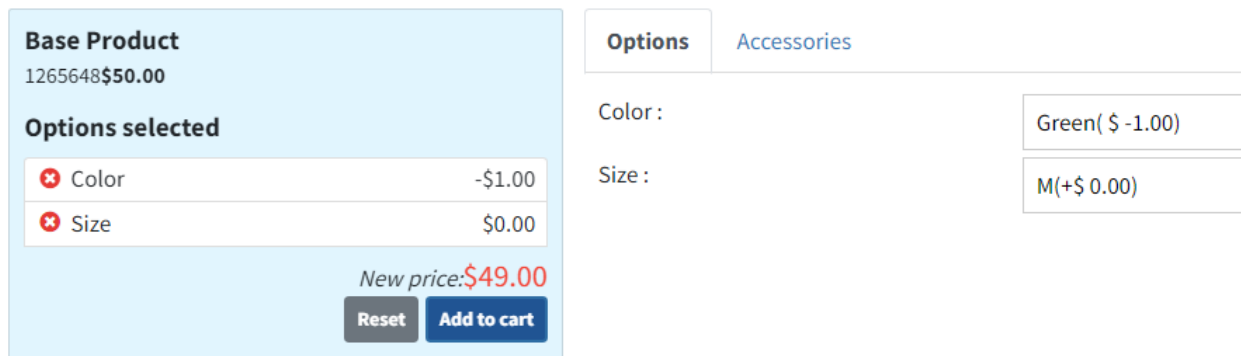 Base Product
1265648$50.00
Options selected
Color -$1.00
Size $0.00
New price:$49.00
Reset Add to cart
Options Accessories
Color : Green( $ -1.00)
Size : M(+$ 0.00)